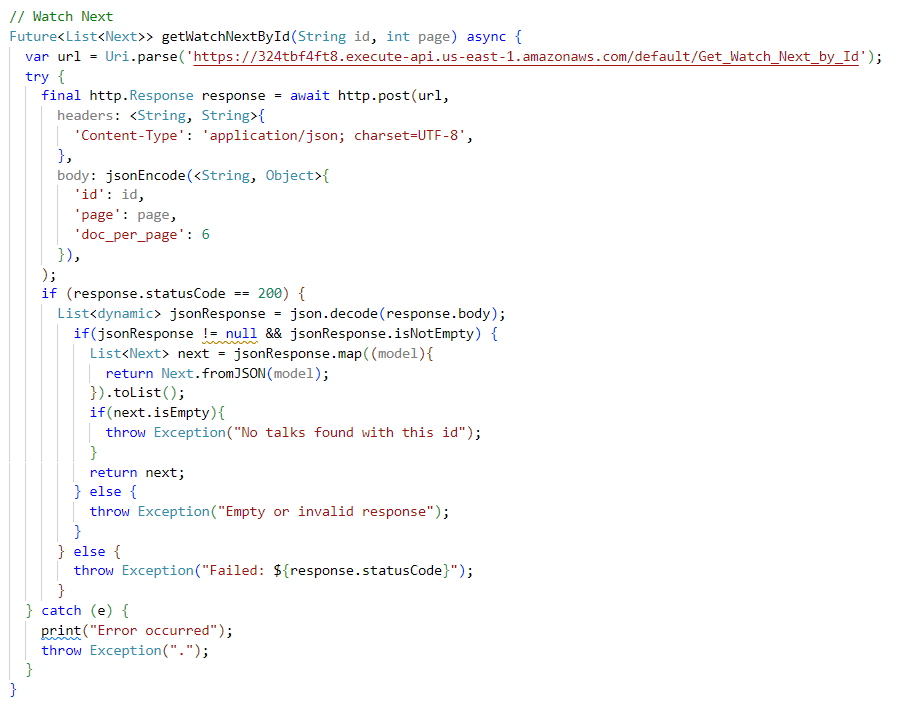 // Watch Next
Future<List<Next>> getWatchNextById(String id, int page) async {
  var url = Uri.parse('https://324tbf4ft8.execute-api.us-east-1.amazonaws.com/default/Get_Watch_Next_by_Id');
  try {
    final http.Response response = await http.post(url,
      headers: <String, String>{
        'Content-Type': 'application/json; charset=UTF-8',
      },
      body: jsonEncode(<String, Object>{
        'id': id,
        'page': page,
        'doc_per_page': 6
      }),
    );
    if (response.statusCode == 200) {
      List<dynamic> jsonResponse = json.decode(response.body);
        if(jsonResponse != null && jsonResponse.isNotEmpty) {
          List<Next> next = jsonResponse.map((model){
            return Next.fromJSON(model);
          }).toList();
          if(next.isEmpty){
            throw Exception("No talks found with this id");
          }
          return next;
        } else {
          throw Exception("Empty or invalid response");
        }
      } else {
        throw Exception("Failed: ${response.statusCode}");
      }
  } catch (e) {
    print("Error occurred");
    throw Exception(".");
  }
}